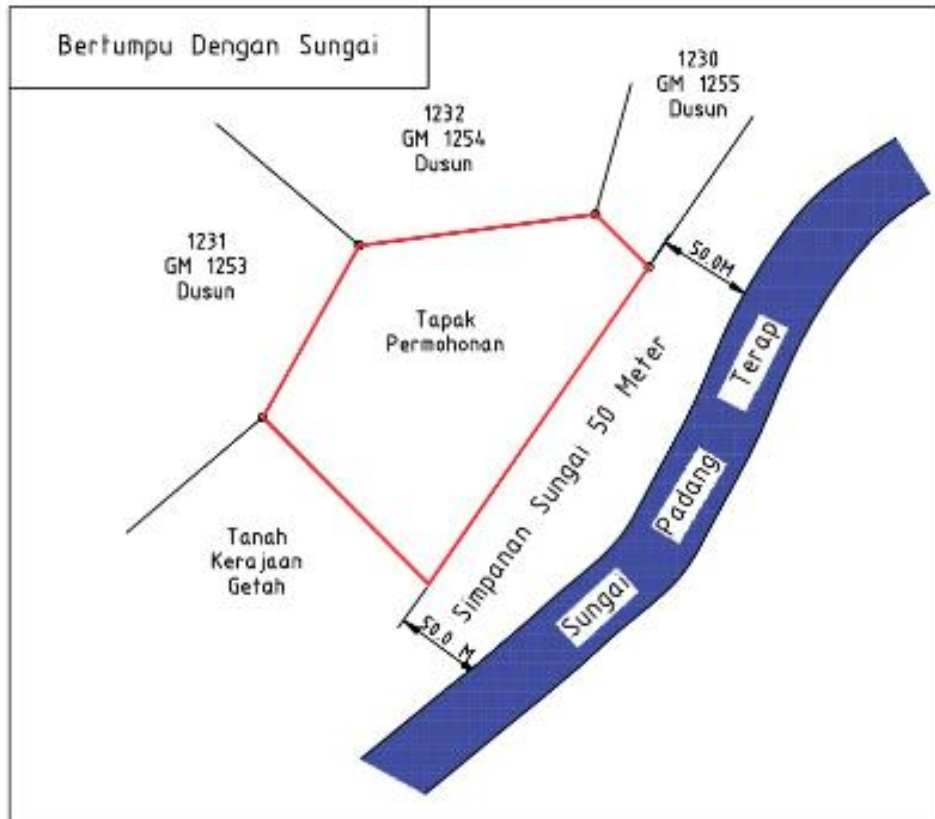 Bertumpu Dengan Sungai
1230
GM 1255
Dusun
1232
GM 1254
Dusun
1231
GM 1253
Dusun
50.0M
Tapak
Permohonan
Simpanan Sungai 50 Meter
Terap
Padang
Sungai
Tanah
Kerajaan
Getah
50.0 M